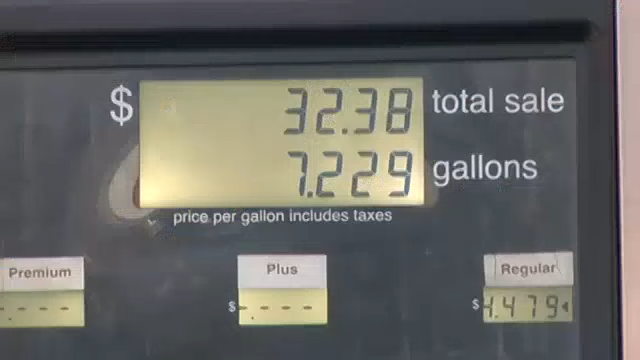 $ 32.38 total sale
7.229 gallons
price per gallon includes taxes
Premium Plus Regular
-.--- $-.--- $4.479